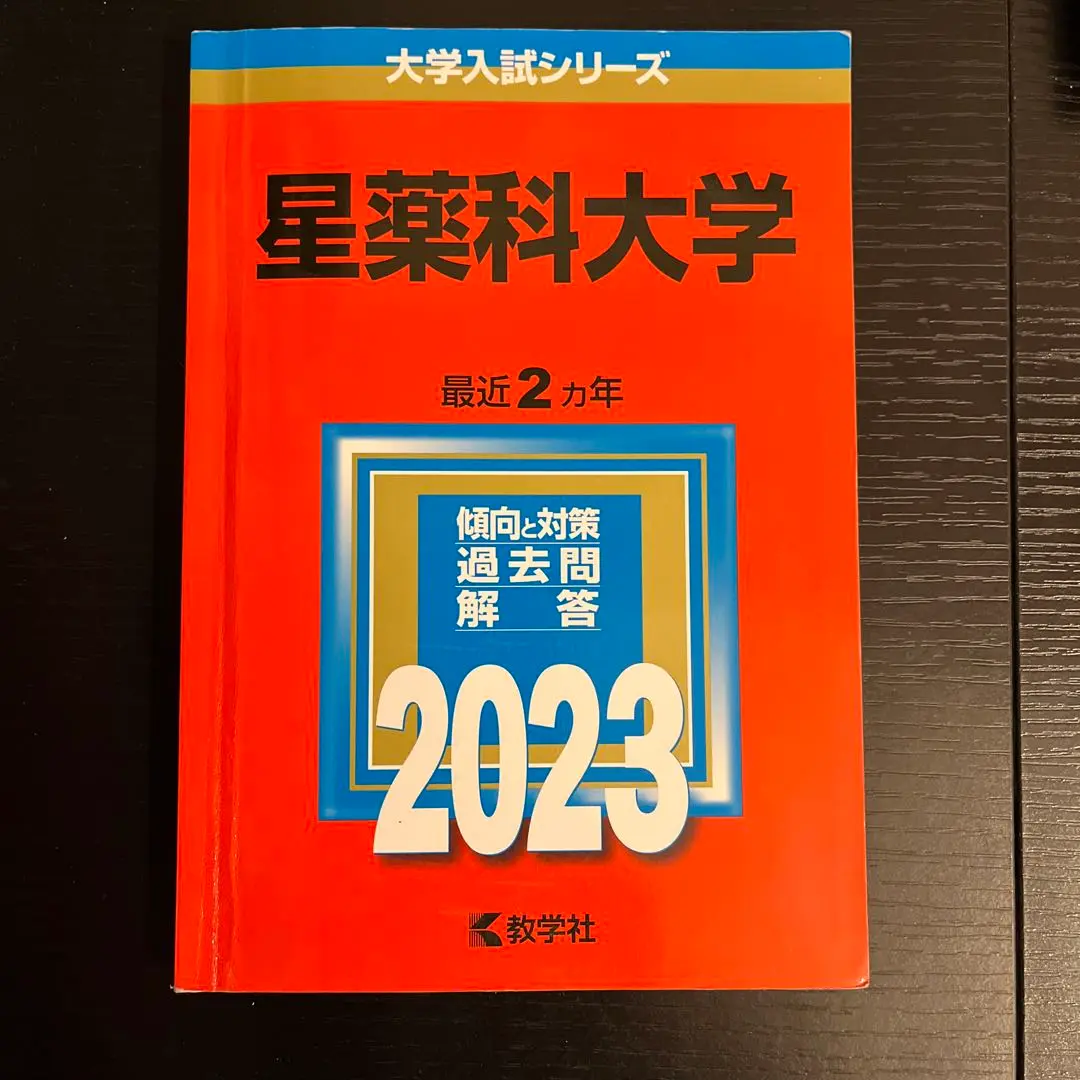 大学入試シリーズ
星薬科大学
最近2カ年
傾向と対策
過去問
解答
2023
教学社